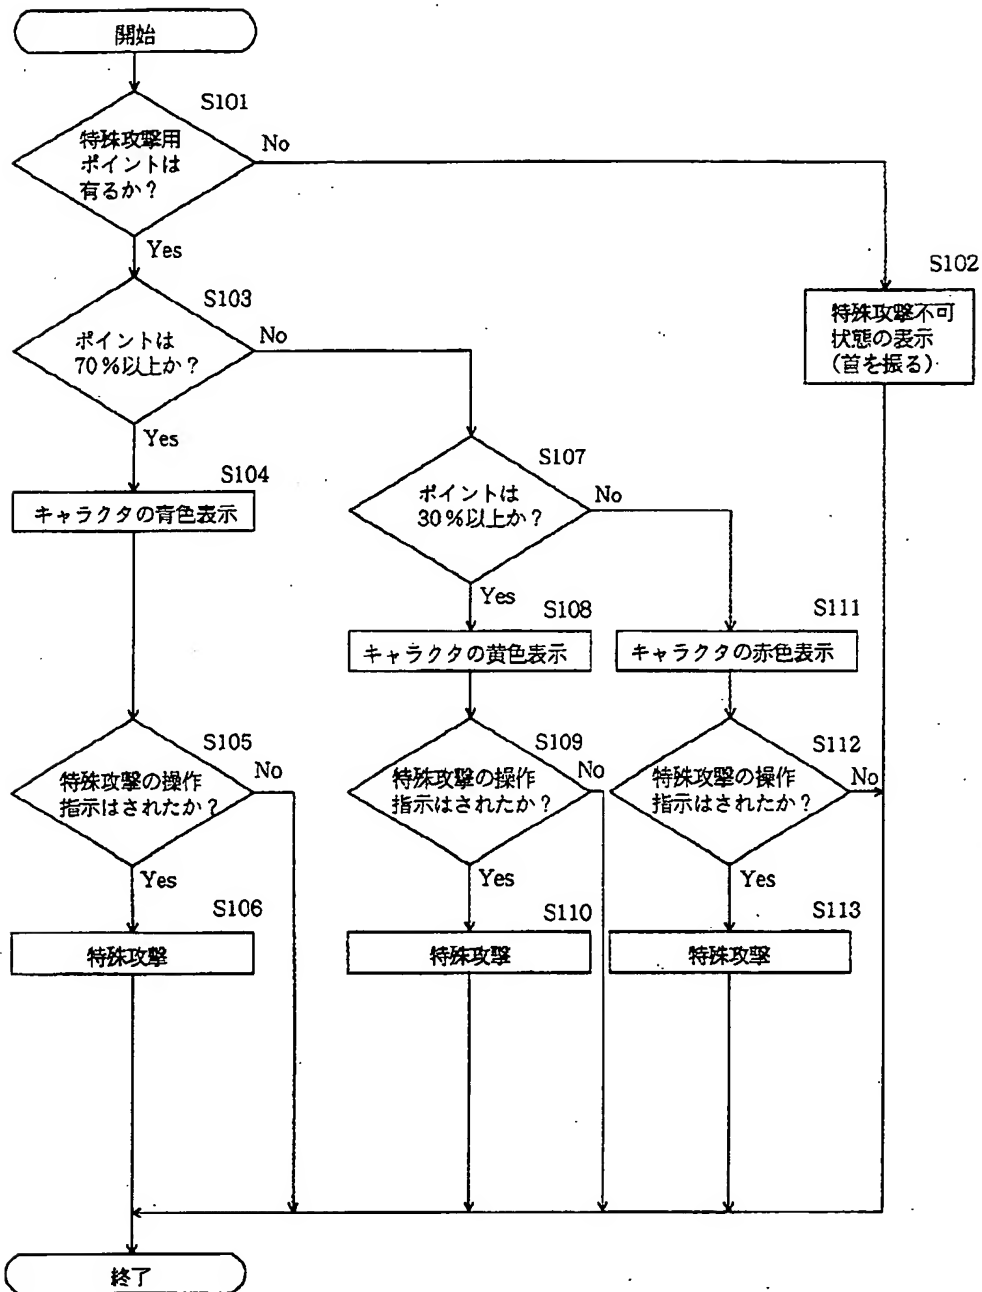 開始
S101
特殊攻撃用
ポイントは
有るか？
No
Yes
S102
特殊攻撃不可
状態の表示
(首を振る)
S103
ポイントは
70%以上か？
No
Yes
S104
キャラクタの青色表示
S107
ポイントは
30%以上か？
No
Yes
S108
キャラクタの黄色表示
S111
キャラクタの赤色表示
S105
特殊攻撃の操作
指示はされたか？
No
Yes
S109
特殊攻撃の操作
指示はされたか？
No
Yes
S112
特殊攻撃の操作
指示はされたか？
No
Yes
S106
特殊攻撃
S110
特殊攻撃
S113
特殊攻撃
終了